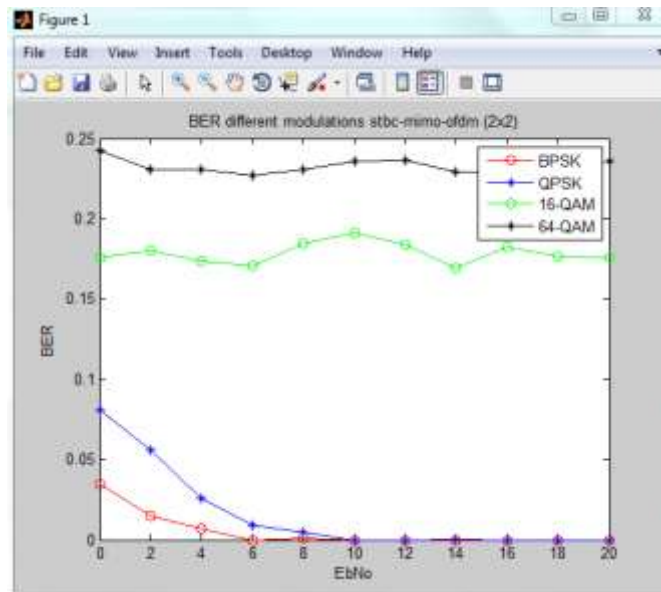 Figure 1
File Edit View Insert Tools Desktop Window Help
BER different modulations stbc-mimo-ofdm (2x2)
0.25
0.2
0.15
0.1
0.05
0
BER
BPSK
QPSK
16-QAM
64-QAM
0 2 4 6 8 10 12 14 16 18 20
EbNo